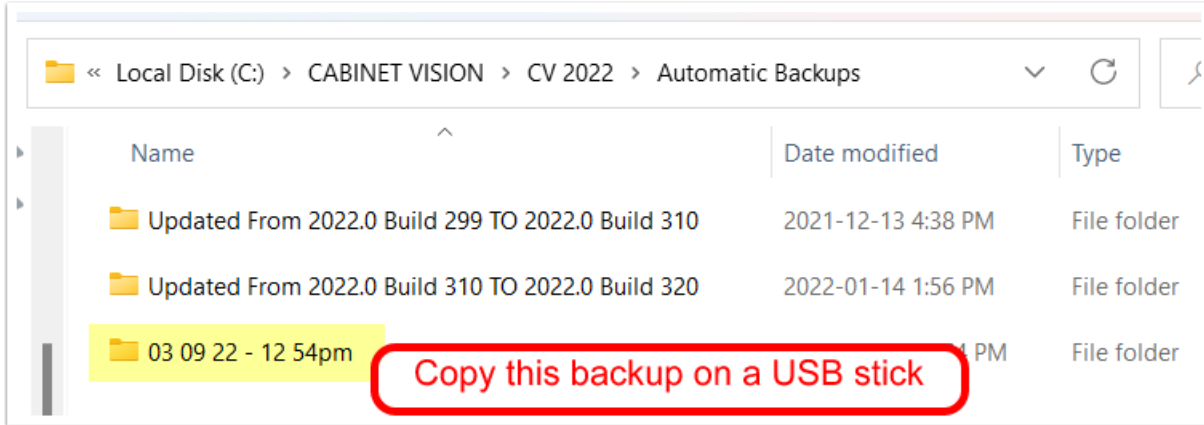 « Local Disk (C:) > CABINET VISION > CV 2022 > Automatic Backups
Name Date modified Type
Updated From 2022.0 Build 299 TO 2022.0 Build 310 2021-12-13 4:38 PM File folder
Updated From 2022.0 Build 310 TO 2022.0 Build 320 2022-01-14 1:56 PM File folder
03 09 22 - 12 54pm PM File folder
Copy this backup on a USB stick